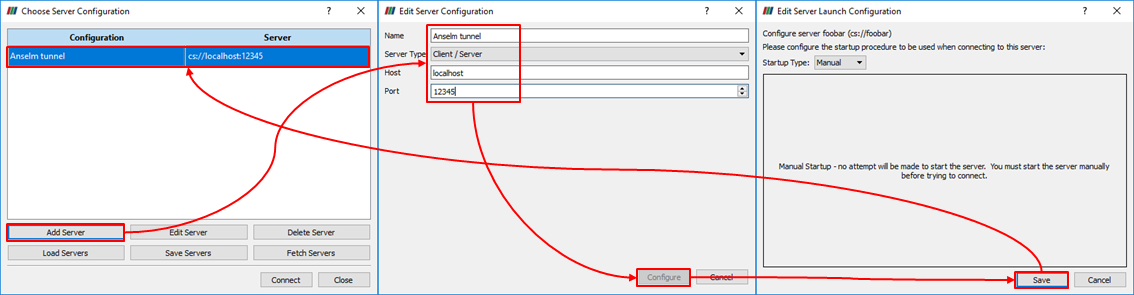 Choose Server Configuration
Configuration Server
Anselm tunnel cs://localhost:12345
Add Server Edit Server Delete Server
Load Servers Save Servers Fetch Servers
Connect Close
Edit Server Configuration
Name Anselm tunnel
Server Type Client / Server
Host localhost
Port 12345
Configure Cancel
Edit Server Launch Configuration
Configure server foobar (cs://foobar)
Please configure the startup procedure to be used when connecting to this server:
Startup Type: Manual
Manual Startup - no attempt will be made to start the server. You must start the server manually
before trying to connect.
Save Cancel